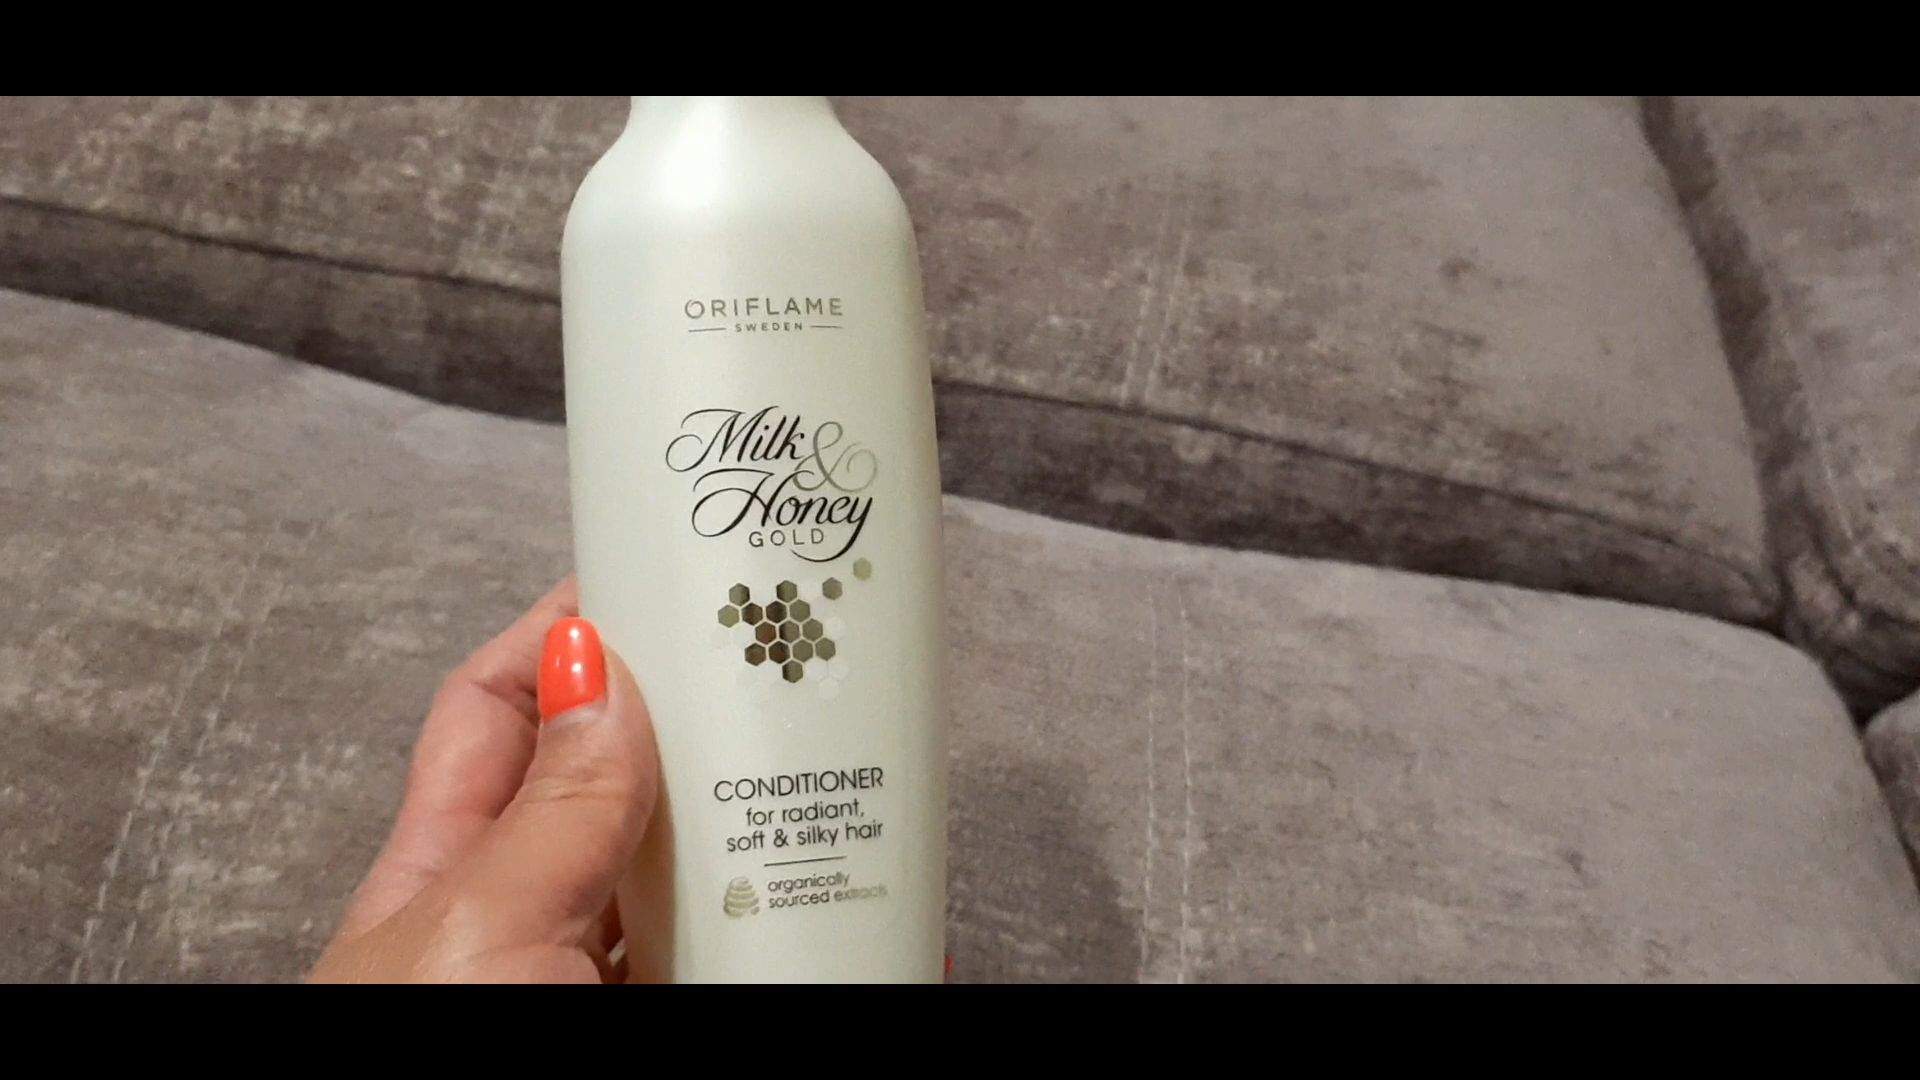 ORIFLAME
SWEDEN
Milk &
Honey
GOLD
CONDITIONER
for radiant,
soft & silky hair
organically
sourced extracts